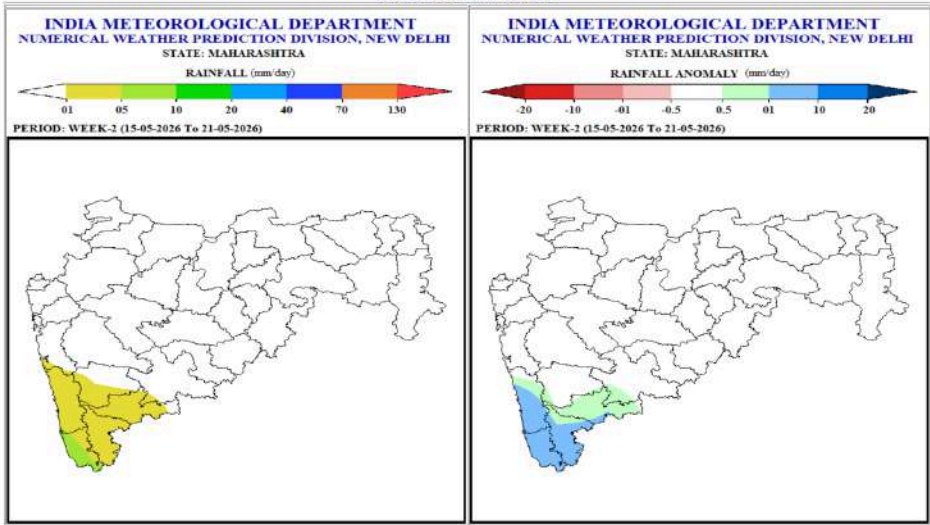 INDIA METEOROLOGICAL DEPARTMENT
NUMERICAL WEATHER PREDICTION DIVISION, NEW DELHI
STATE: MAHARASHTRA
RAINFALL (mm/day)
01 05 10 20 40 70 130
PERIOD: WEEK-2 (15-05-2026 To 21-05-2026)
INDIA METEOROLOGICAL DEPARTMENT
NUMERICAL WEATHER PREDICTION DIVISION, NEW DELHI
STATE: MAHARASHTRA
RAINFALL ANOMALY (mm/day)
-20 -10 -01 -0.5 0.5 01 10 20
PERIOD: WEEK-2 (15-05-2026 To 21-05-2026)